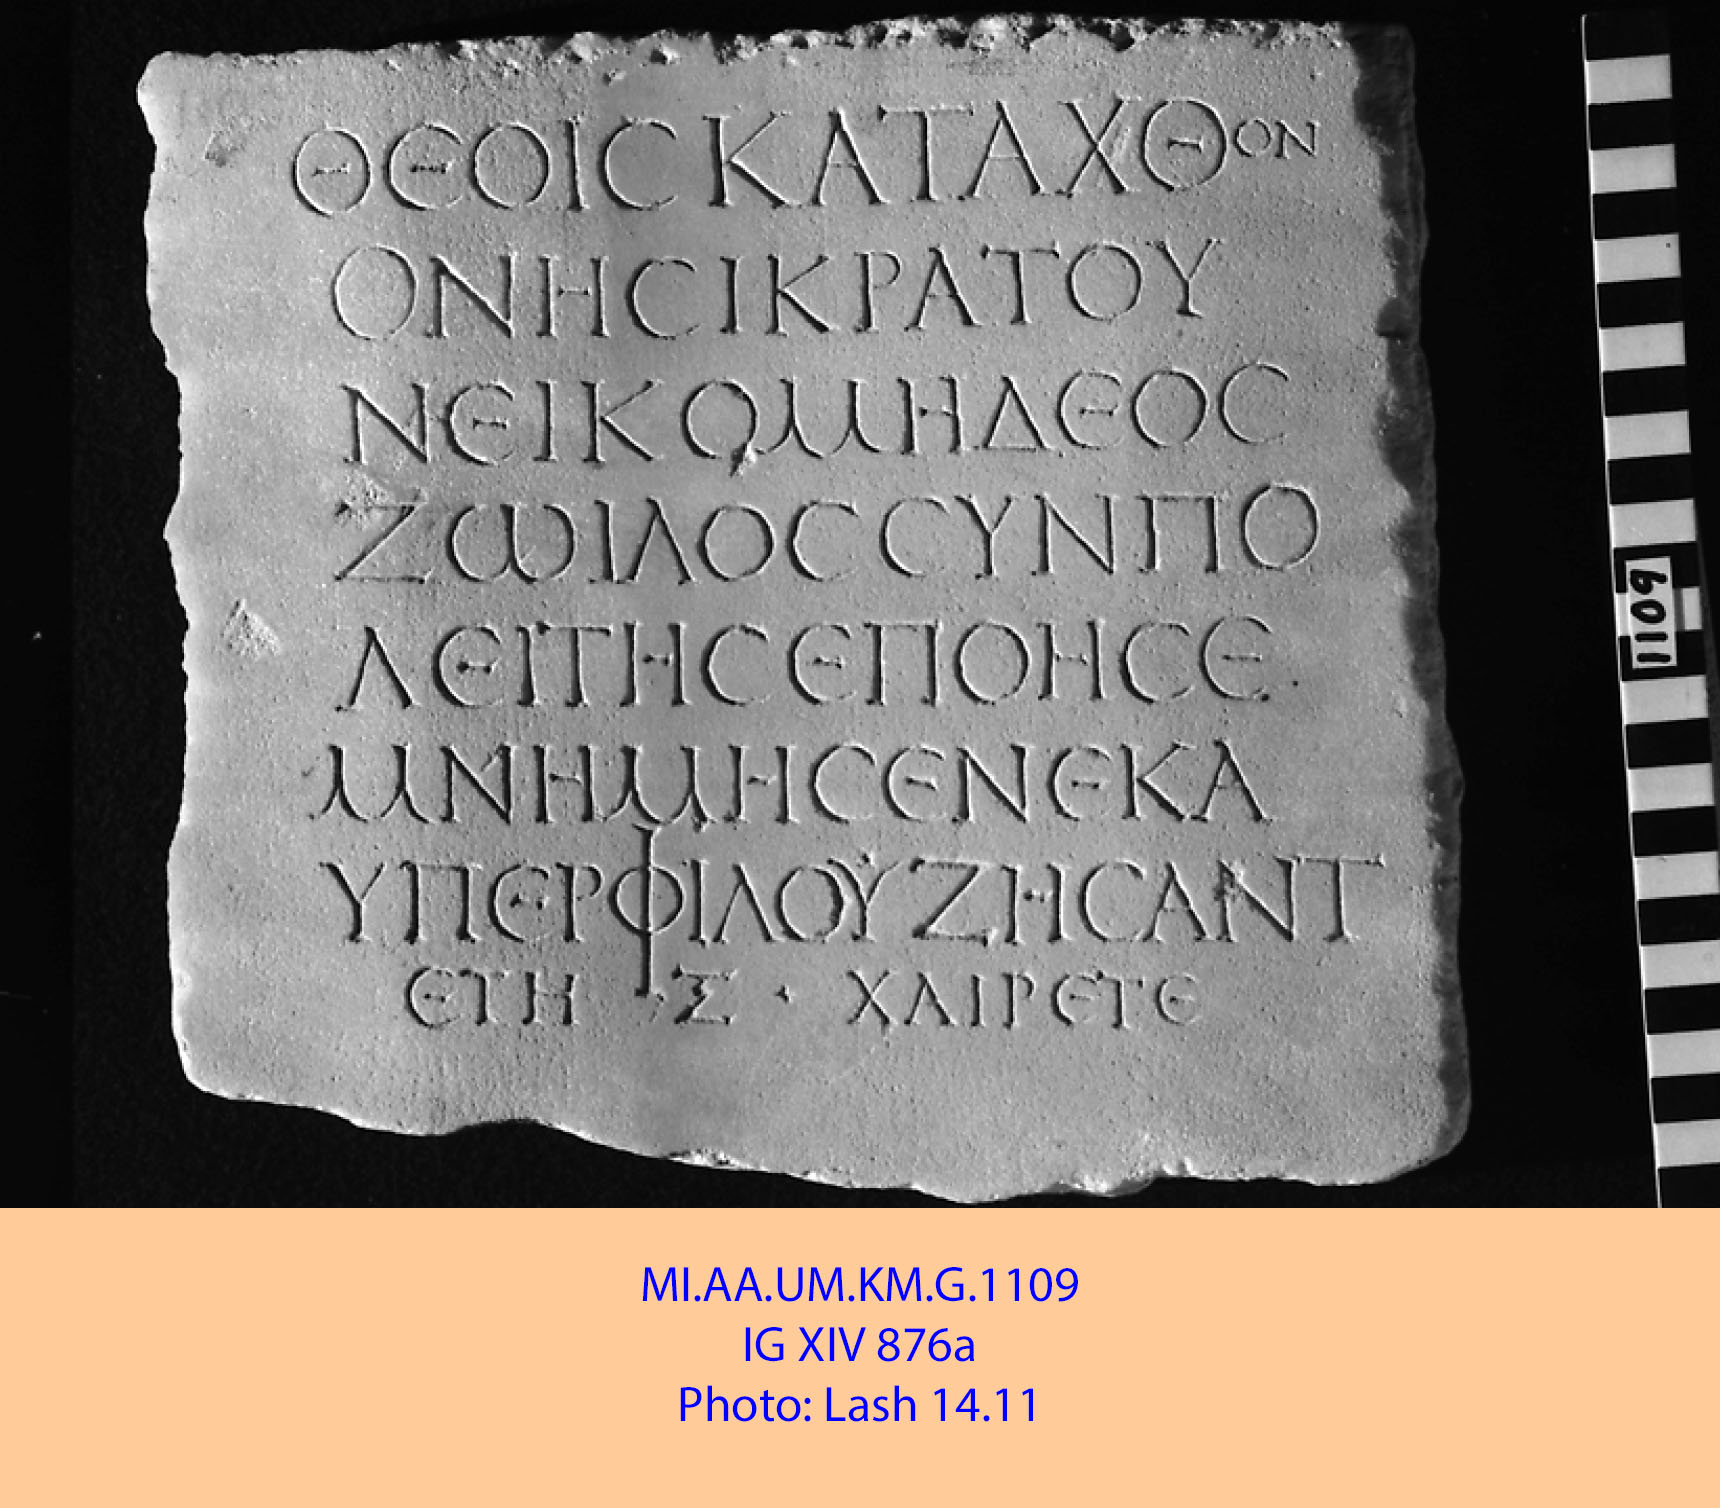 ΘΕΟΙϹ ΚΑΤΑΧΘΟΝ
ΟΝΗϹΙΚΡΑΤΟΥ
ΝΕΙΚΟΜΗΔΕΟϹ
ΖΩΙΛΟϹ ϹΥΝΠΟ
ΛΕΙΤΗϹ ΕΠΟΗϹΕ
ΜΝΗΜΗϹ ΕΝΕΚΑ
ΥΠΕΡ ΦΙΛΟΥ ΖΗϹΑΝΤ
ΕΤΗ Σ · ΧΑΙΡΕΤΕ
1109
MI.AA.UM.KM.G.1109
IG XIV 876a
Photo: Lash 14.11